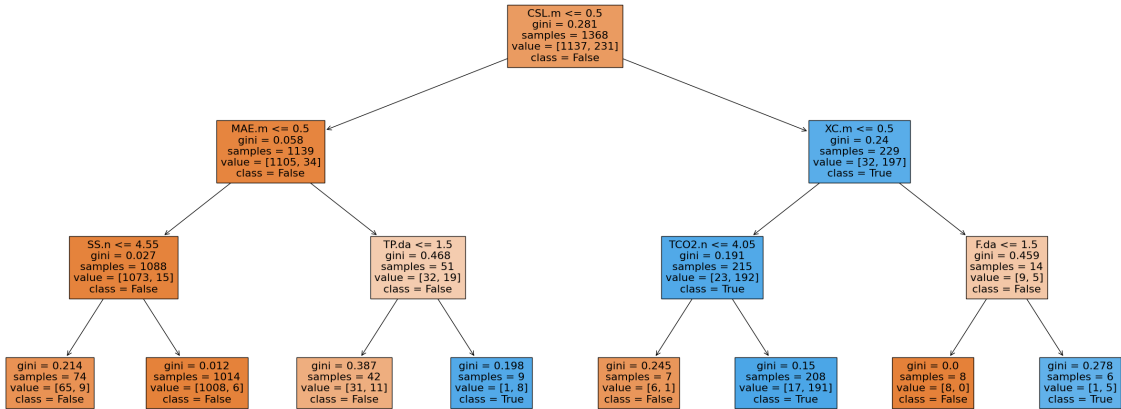 CSL.m <= 0.5
gini = 0.281
samples = 1368
value = [1137, 231]
class = False
MAE.m <= 0.5
gini = 0.058
samples = 1139
value = [1105, 34]
class = False
XC.m <= 0.5
gini = 0.24
samples = 229
value = [32, 197]
class = True
SS.n <= 4.55
gini = 0.027
samples = 1088
value = [1073, 15]
class = False
TP.da <= 1.5
gini = 0.468
samples = 51
value = [32, 19]
class = False
TCO2.n <= 4.05
gini = 0.191
samples = 215
value = [23, 192]
class = True
F.da <= 1.5
gini = 0.459
samples = 14
value = [9, 5]
class = False
gini = 0.214
samples = 74
value = [65, 9]
class = False
gini = 0.012
samples = 1014
value = [1008, 6]
class = False
gini = 0.387
samples = 42
value = [31, 11]
class = False
gini = 0.198
samples = 9
value = [1, 8]
class = True
gini = 0.245
samples = 7
value = [6, 1]
class = False
gini = 0.15
samples = 208
value = [17, 191]
class = True
gini = 0.0
samples = 8
value = [8, 0]
class = False
gini = 0.278
samples = 6
value = [1, 5]
class = True